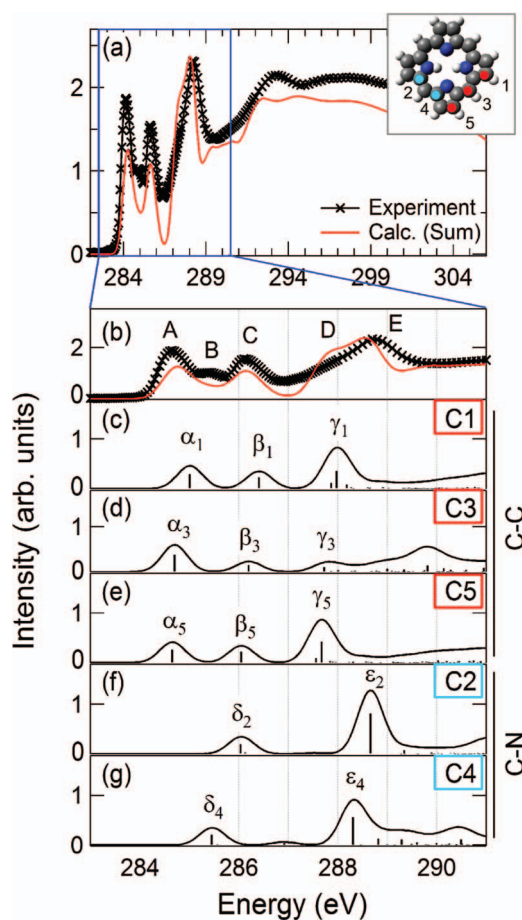 (a)
2
1
0
284
289
294
299
304
Experiment
Calc. (Sum)
1
2
3
4
5
Intensity (arb. units)
(b)
A
B
C
D
E
2
0
(c)
α1
β1
γ1
C1
1
0
(d)
α3
β3
γ3
C3
1
0
(e)
α5
β5
γ5
C5
1
0
C-C
(f)
δ2
ε2
C2
1
0
(g)
δ4
ε4
C4
1
0
C-N
284
286
288
290
Energy (eV)